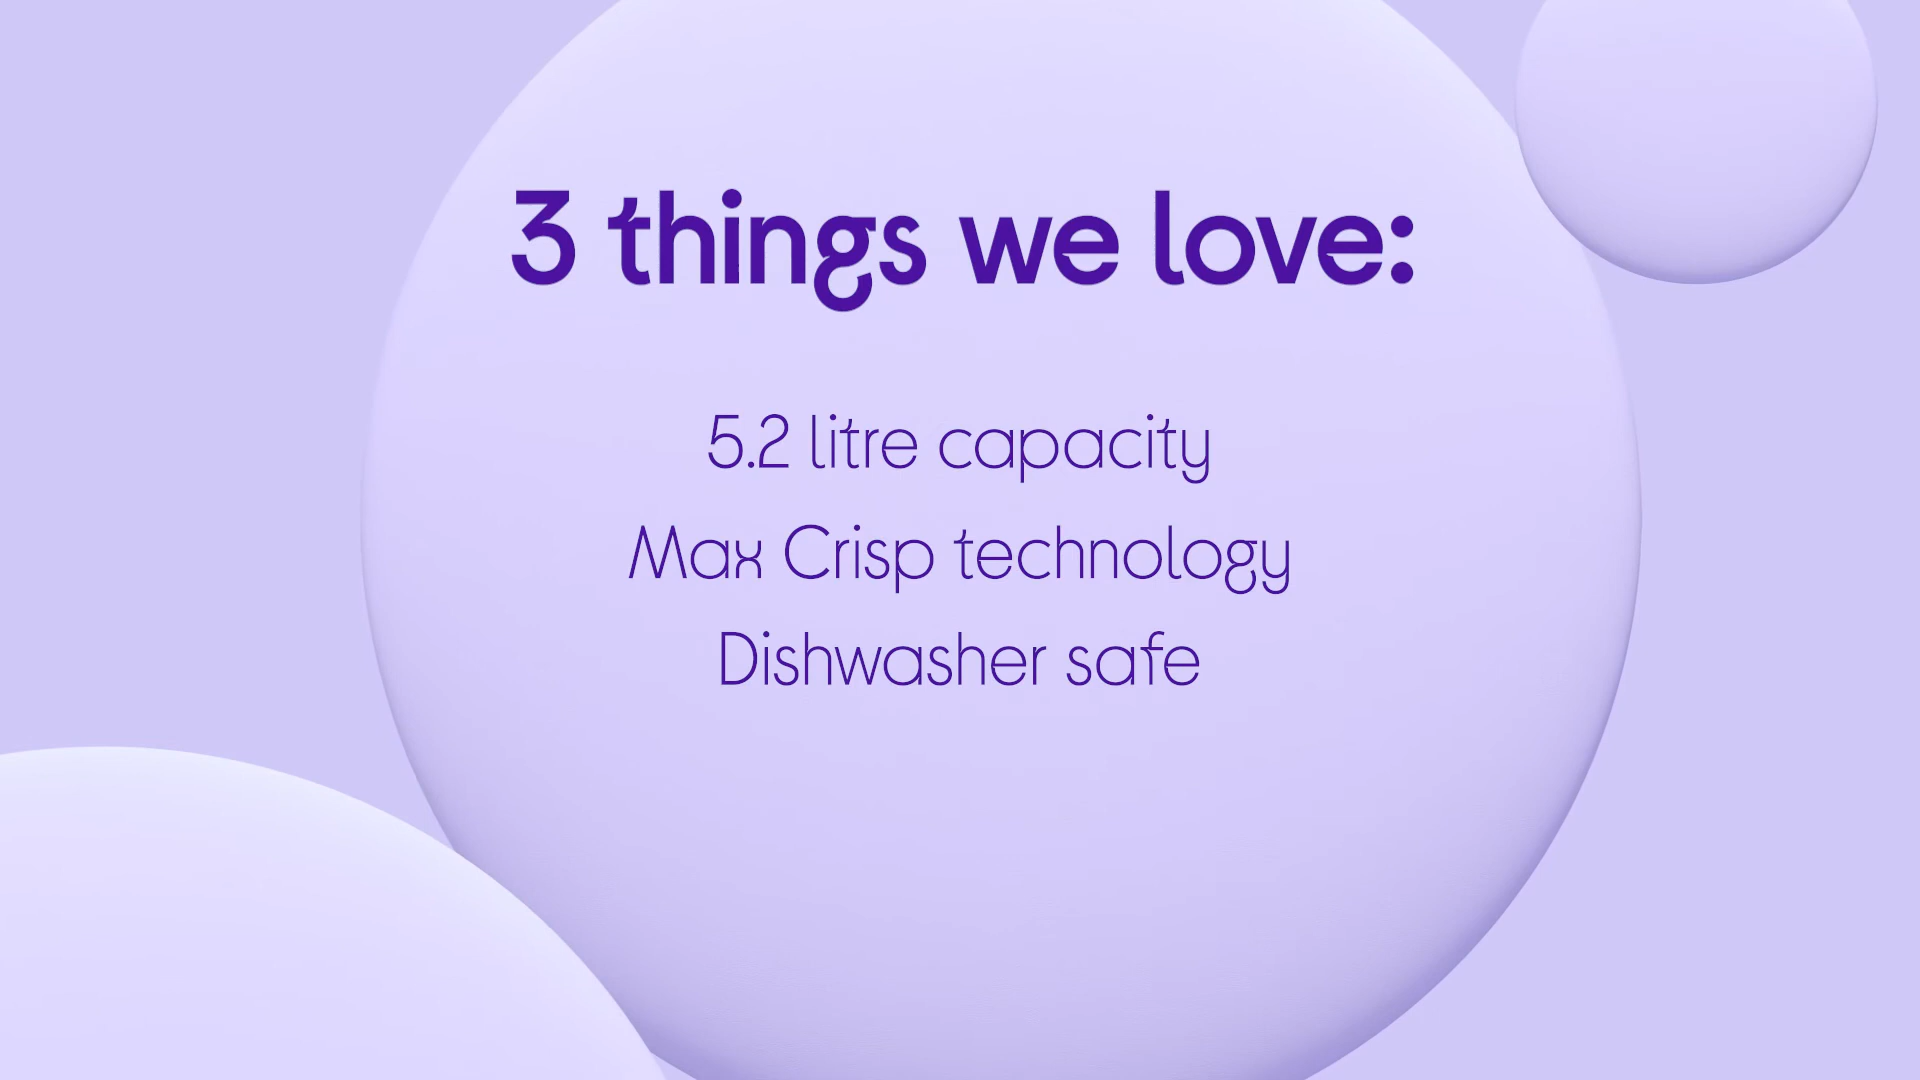 3 things we love:
5.2 litre capacity
Max Crisp technology
Dishwasher safe